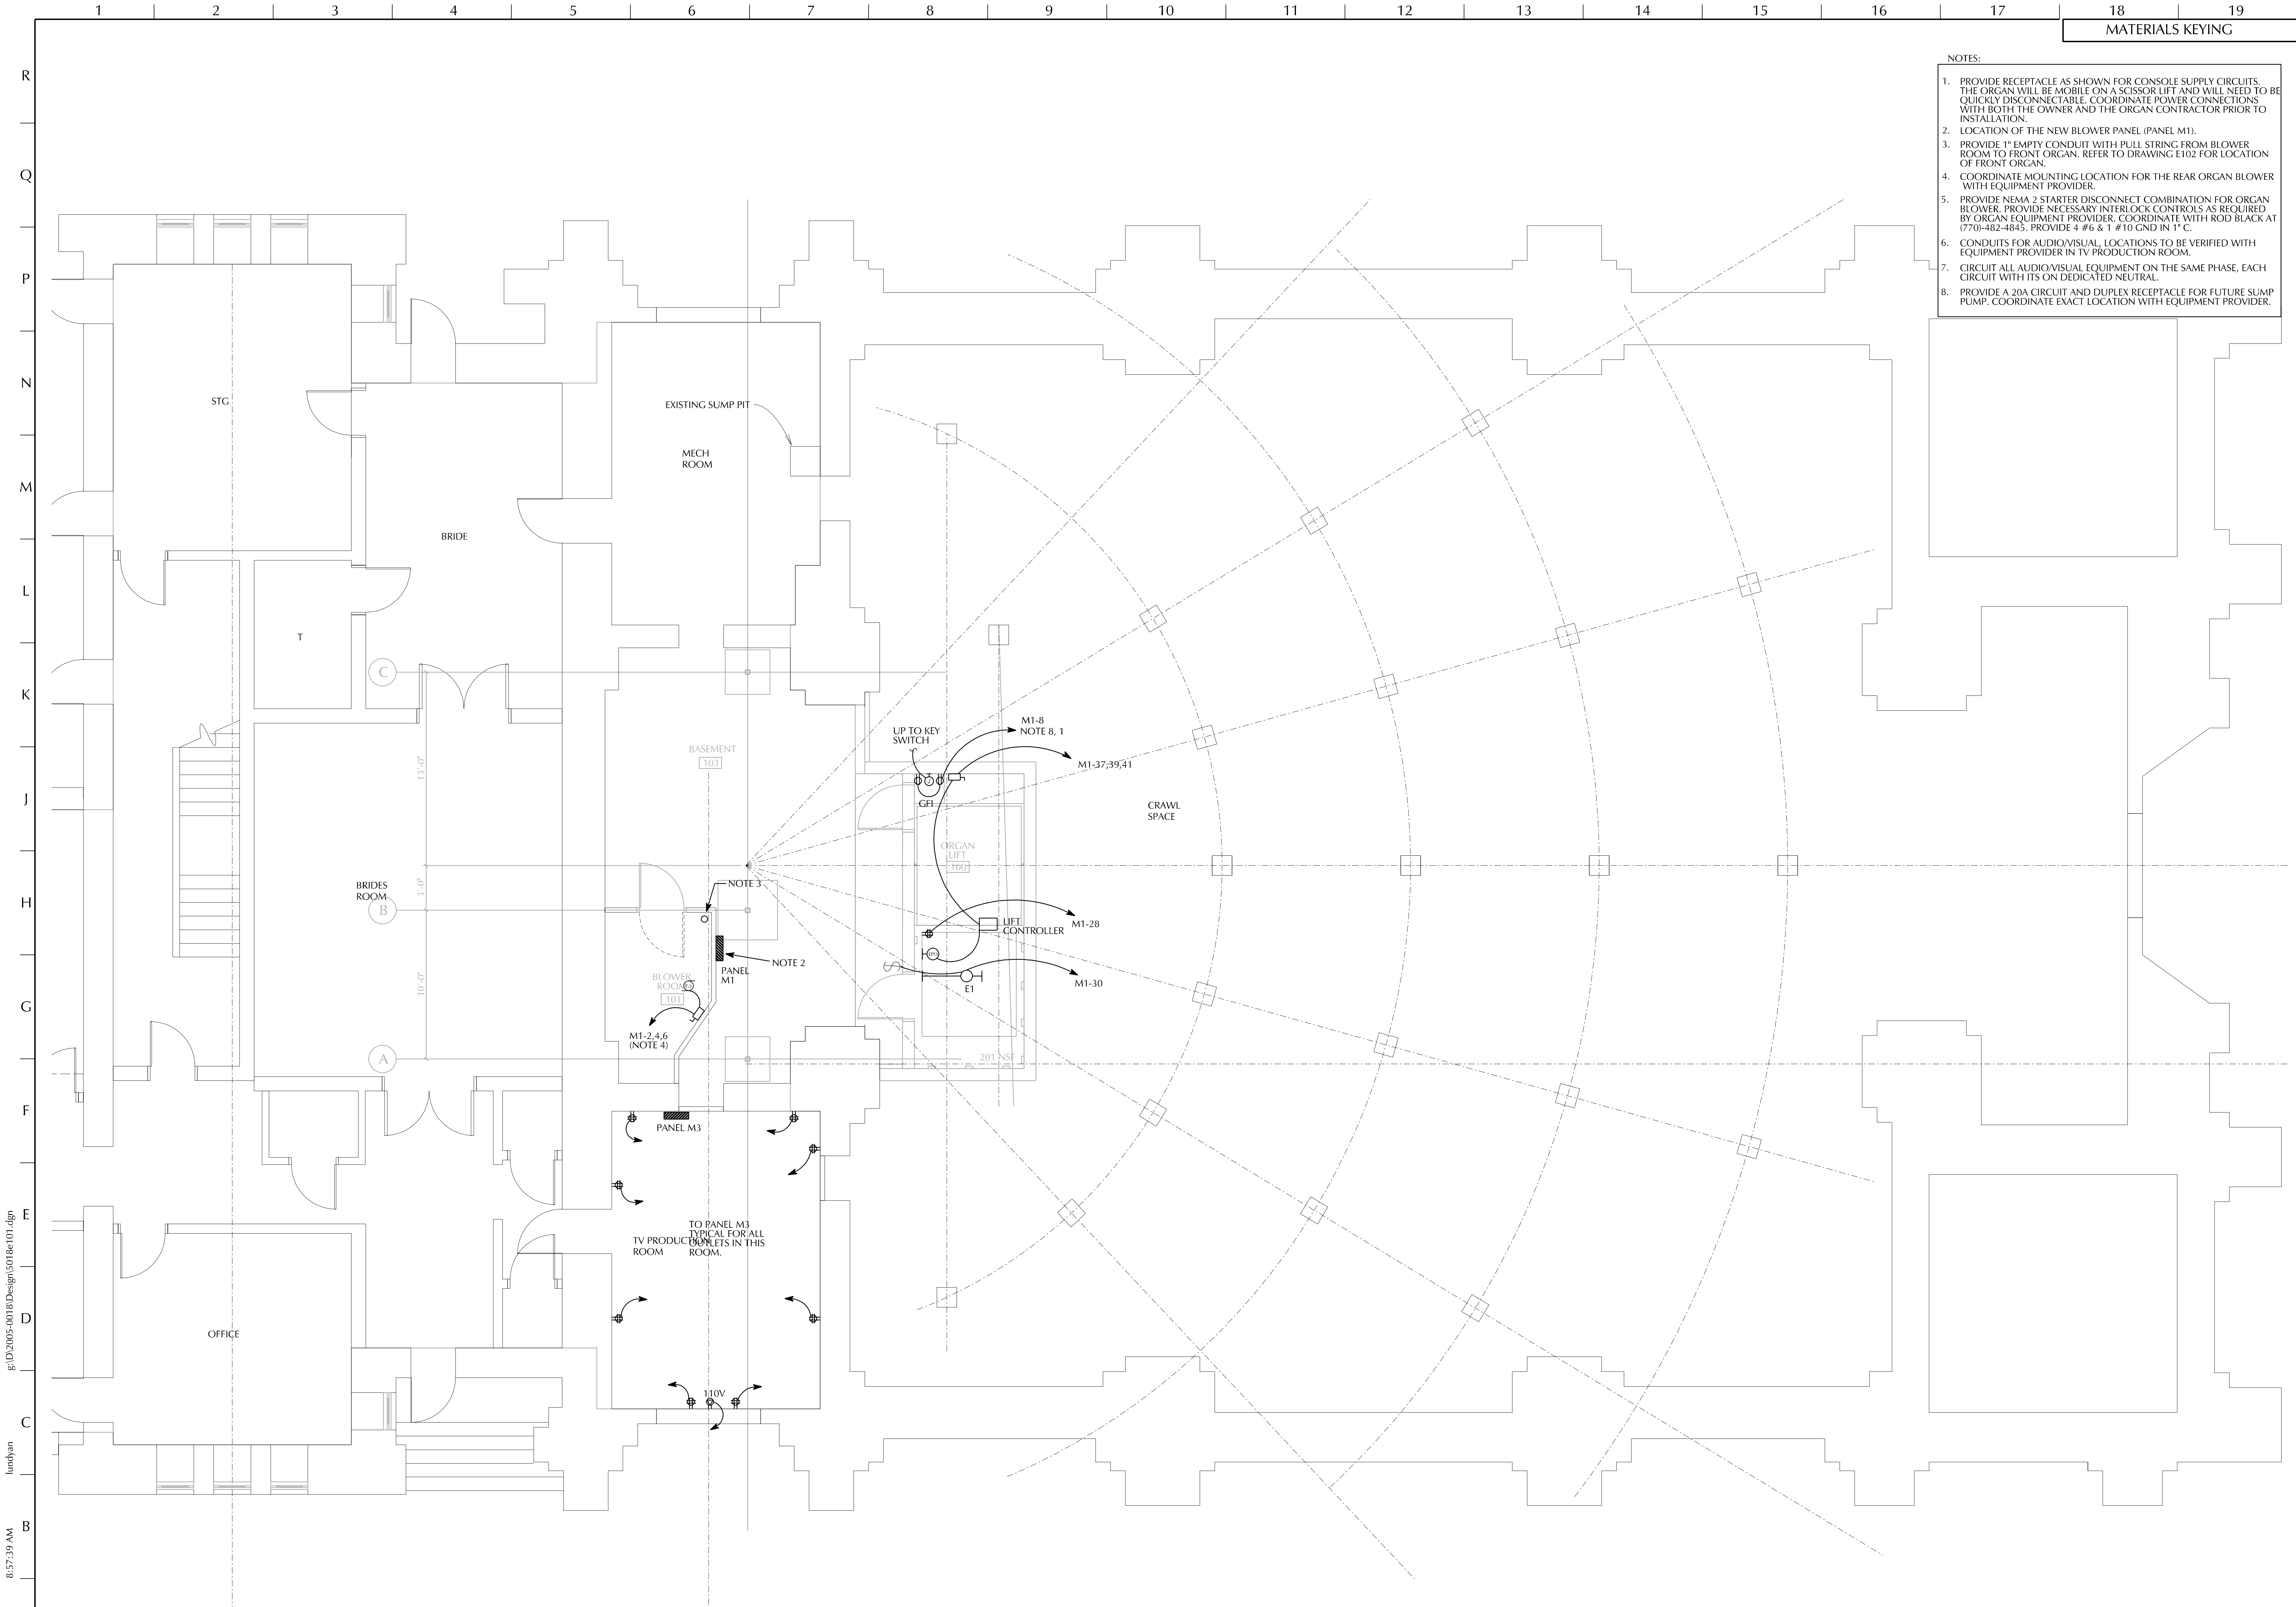 1 2 3 4 5 6 7 8 9 10 11 12 13 14 15 16 17 18 19
MATERIALS KEYING
NOTES:
1. PROVIDE RECEPTACLE AS SHOWN FOR CONSOLE SUPPLY CIRCUITS.
THE ORGAN WILL BE MOBILE ON A SCISSOR LIFT AND WILL NEED TO BE
QUICKLY DISCONNECTABLE. COORDINATE POWER CONNECTIONS
WITH BOTH THE OWNER AND THE ORGAN CONTRACTOR PRIOR TO
INSTALLATION.
2. LOCATION OF THE NEW BLOWER PANEL (PANEL M1).
3. PROVIDE 1" EMPTY CONDUIT WITH PULL STRING FROM BLOWER
ROOM TO FRONT ORGAN. REFER TO DRAWING E102 FOR LOCATION
OF FRONT ORGAN.
4. COORDINATE MOUNTING LOCATION FOR THE REAR ORGAN BLOWER
WITH EQUIPMENT PROVIDER.
5. PROVIDE NEMA 2 STARTER DISCONNECT COMBINATION FOR ORGAN
BLOWER. PROVIDE NECESSARY INTERLOCK CONTROLS AS REQUIRED
BY ORGAN EQUIPMENT PROVIDER. COORDINATE WITH ROD BLACK AT
(770)-482-4845. PROVIDE 4 #6 & 1 #10 GND IN 1" C.
6. CONDUITS FOR AUDIO/VISUAL, LOCATIONS TO BE VERIFIED WITH
EQUIPMENT PROVIDER IN TV PRODUCTION ROOM.
7. CIRCUIT ALL AUDIO/VISUAL EQUIPMENT ON THE SAME PHASE, EACH
CIRCUIT WITH ITS ON DEDICATED NEUTRAL.
8. PROVIDE A 20A CIRCUIT AND DUPLEX RECEPTACLE FOR FUTURE SUMP
PUMP. COORDINATE EXACT LOCATION WITH EQUIPMENT PROVIDER.
R
Q
P
N
M
L
K
J
H
G
F
E
D
C
B
STG
EXISTING SUMP PIT
MECH
ROOM
BRIDE
T
C
M1-8
NOTE 8, 1
UP TO KEY
SWITCH
BASEMENT
103
M1-37,39,41
13'-0"
J
GFI
CRAWL
SPACE
ORGAN
LIFT
100
BRIDES
ROOM
3'-0"
NOTE 3
B
LIFT
CONTROLLER
M1-28
EPO
NOTE 2
PANEL
M1
BLOWER
ROOM
101
10'-0"
E1
M1-30
M1-2,4,6
(NOTE 4)
A
201 NSF
PANEL M3
TO PANEL M3
TYPICAL FOR ALL
OUTLETS IN THIS
ROOM.
TV PRODUCTION
ROOM
OFFICE
110V
g:\D\2005-0018\Design\5018e101.dgn
lundyan
8:57:39 AM